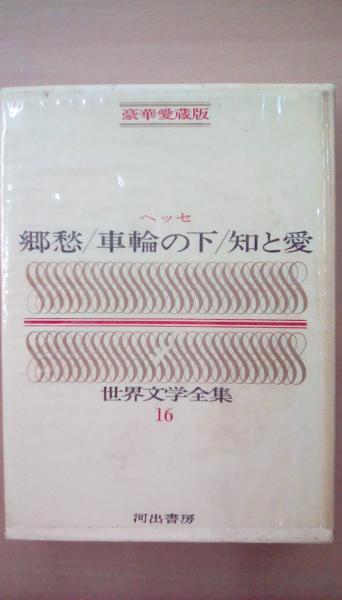 豪華愛蔵版
ヘッセ
郷愁/車輪の下/知と愛
世界文学全集
16
河出書房